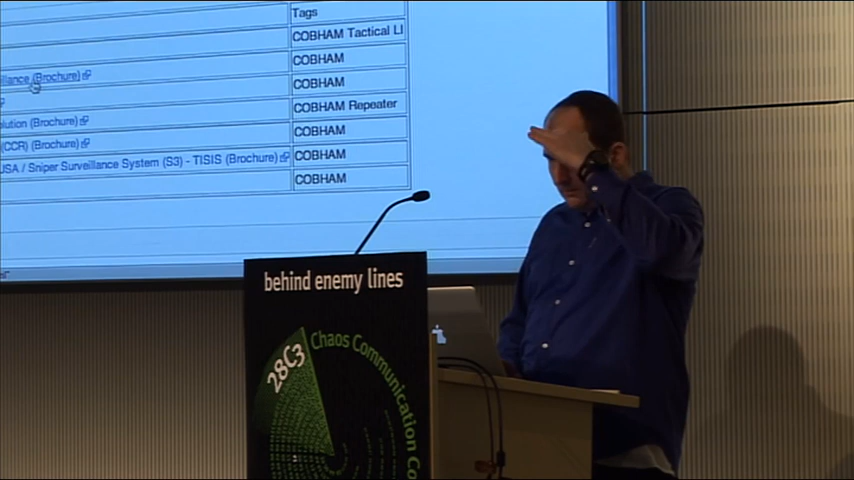 Tags
COBHAM Tactical LI
COBHAM
illance (Brochure)
COBHAM
COBHAM Repeater
olution (Brochure)
COBHAM
(CCR) (Brochure)
COBHAM
USA / Sniper Surveillance System (S3) - TISIS (Brochure)
COBHAM
behind enemy lines
28C3
Chaos Communication Co